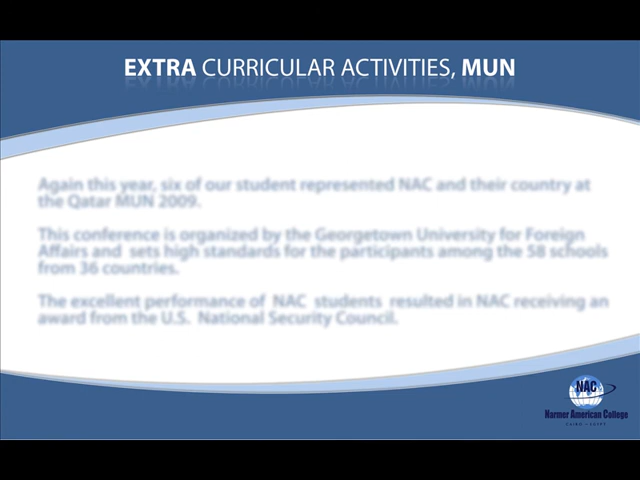 EXTRA CURRICULAR ACTIVITIES, MUN
Again this year, six of our student represented NAC and their country at
the Qatar MUN 2009.
This conference is organized by the Georgetown University for Foreign
Affairs and sets high standards for the participants among the 58 schools
from 36 countries.
The excellent performance of NAC students resulted in NAC receiving an
award from the U.S. National Security Council.
NAC
Narmer American College
CAIRO - EGYPT